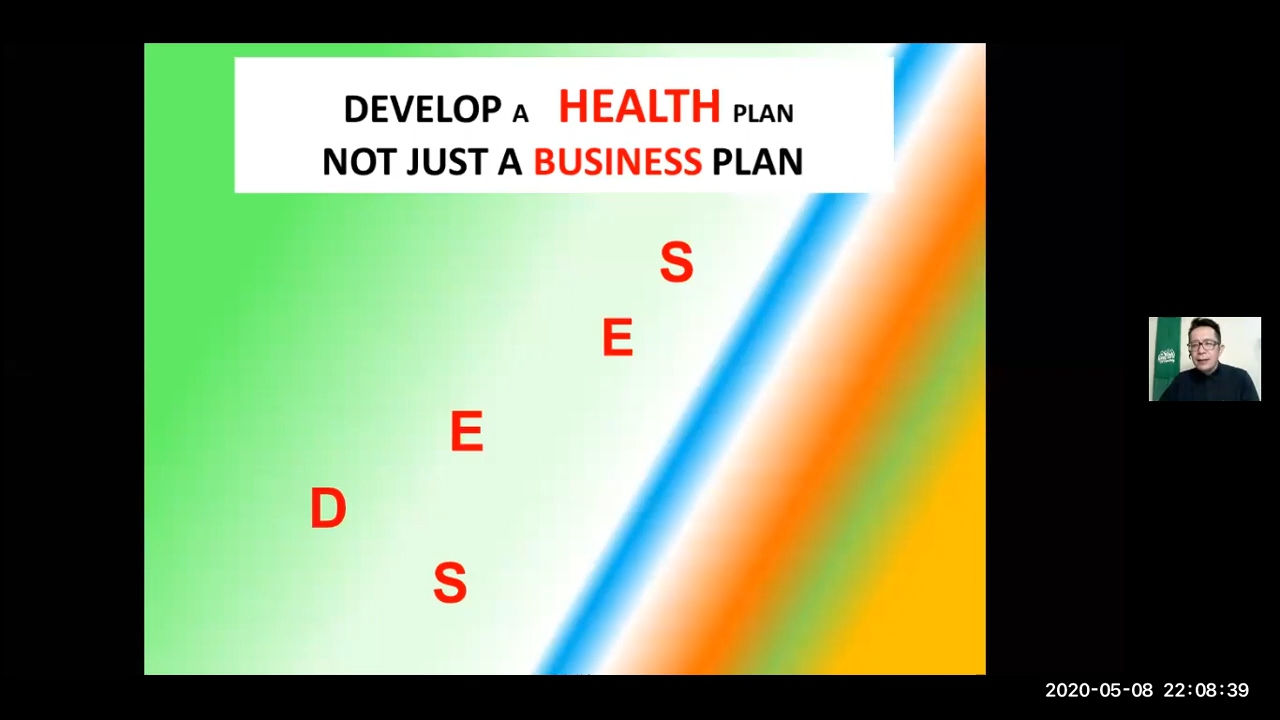 DEVELOP A HEALTH PLAN
NOT JUST A BUSINESS PLAN
S
E
E
D
S
2020-05-08 22:08:39